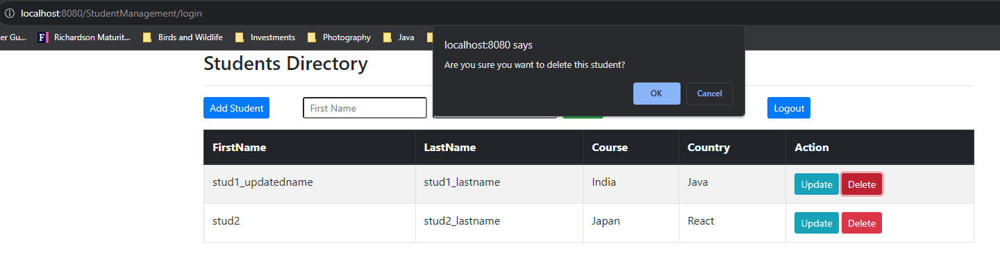 localhost:8080/StudentManagement/login
er Gu... Richardson Maturit... Birds and Wildlife Investments Photography Java
localhost:8080 says
Are you sure you want to delete this student?
OK Cancel
Students Directory
Add Student First Name Logout
FirstName LastName Course Country Action
stud1_updatedname stud1_lastname India Java Update Delete
stud2 stud2_lastname Japan React Update Delete